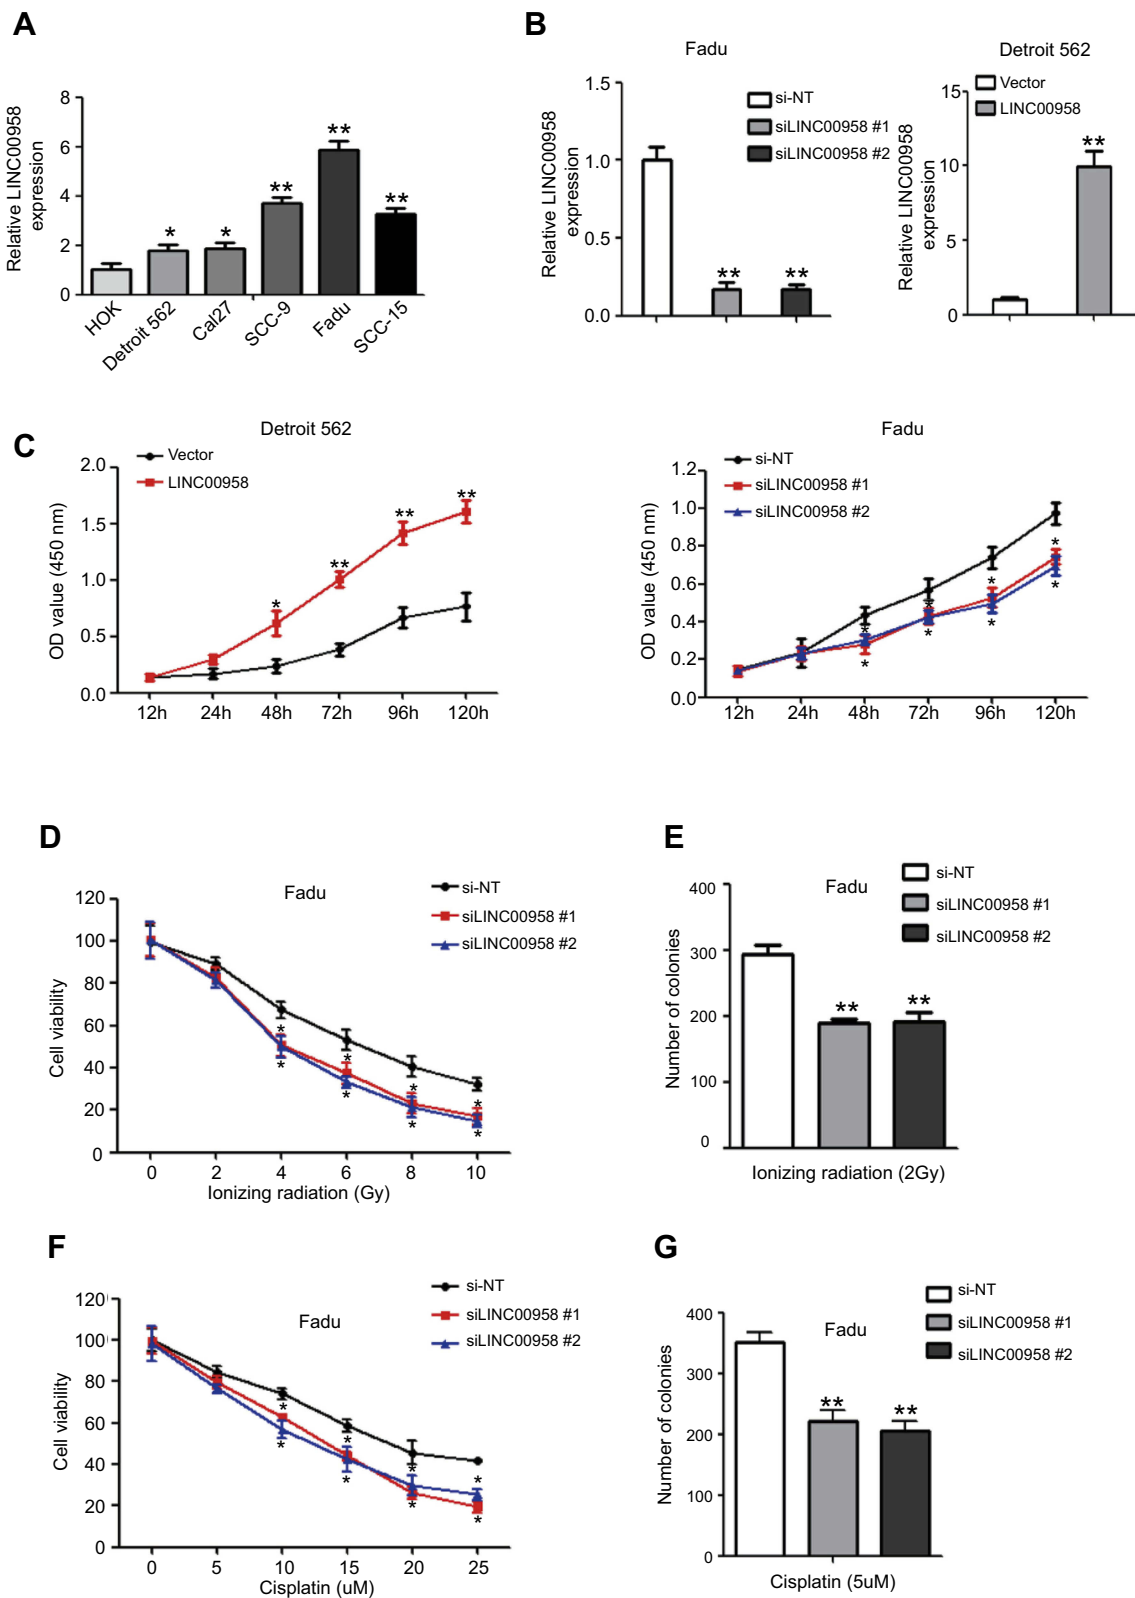 A
Relative LINC00958
expression
8
6
4
2
0
*
*
**
**
**
HOK
Detroit 562
Cal27
SCC-9
Fadu
SCC-15
B
Fadu
Relative LINC00958
expression
1.5
1.0
0.5
0.0
si-NT
siLINC00958 #1
siLINC00958 #2
**
**
Detroit 562
Relative LINC00958
expression
15
10
5
0
Vector
LINC00958
**
C
Detroit 562
OD value (450 nm)
2.0
1.5
1.0
0.5
0.0
Vector
LINC00958
*
**
**
**
12h
24h
48h
72h
96h
120h
Fadu
OD value (450 nm)
1.2
1.0
0.8
0.6
0.4
0.2
0.0
si-NT
siLINC00958 #1
siLINC00958 #2
*
*
*
*
*
*
*
*
12h
24h
48h
72h
96h
120h
D
Fadu
Cell viability
120
100
80
60
40
20
0
si-NT
siLINC00958 #1
siLINC00958 #2
*
*
*
*
*
*
*
*
0
2
4
6
8
10
Ionizing radiation (Gy)
E
Fadu
Number of colonies
400
300
200
100
0
si-NT
siLINC00958 #1
siLINC00958 #2
**
**
Ionizing radiation (2Gy)
F
Fadu
Cell viability
120
100
80
60
40
20
0
si-NT
siLINC00958 #1
siLINC00958 #2
*
*
*
*
*
*
*
*
0
5
10
15
20
25
Cisplatin (uM)
G
Fadu
Number of colonies
400
300
200
100
0
si-NT
siLINC00958 #1
siLINC00958 #2
**
**
Cisplatin (5uM)